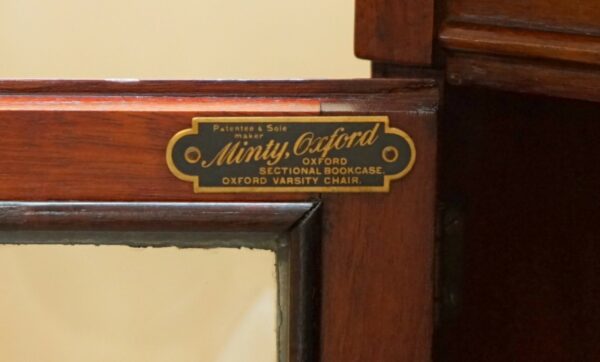 Patentee & Sole
maker
Minty, Oxford
OXFORD
SECTIONAL BOOKCASE.
OXFORD VARSITY CHAIR.